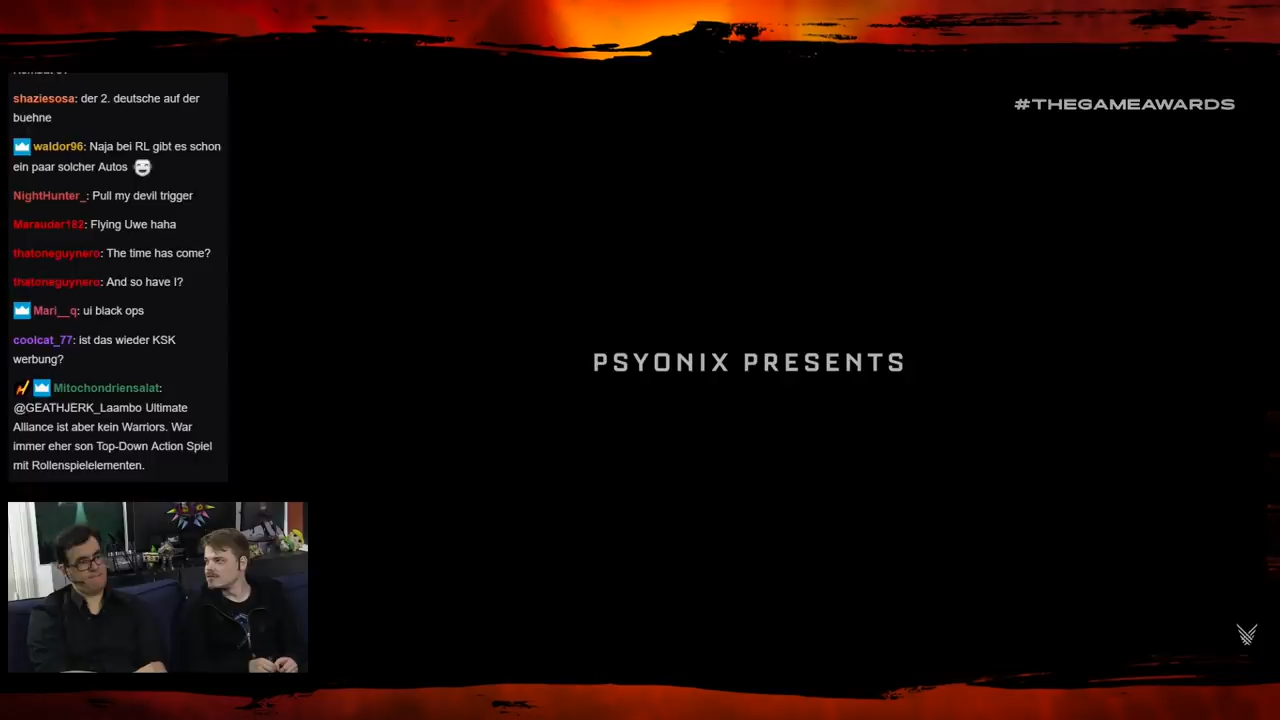 shaziesosa: der 2. deutsche auf der
buehne
waldor96: Naja bei RL gibt es schon
ein paar solcher Autos
NightHunter_: Pull my devil trigger
Marauder182: Flying Uwe haha
thatoneguynero: The time has come?
thatoneguynero: And so have I?
Mari__q: ui black ops
coolcat_77: ist das wieder KSK
werbung?
Mitochondriensalat:
@GEATHJERK_Laambo Ultimate
Alliance ist aber kein Warriors. War
immer eher son Top-Down Action Spiel
mit Rollenspielelementen.
#THEGAMEAWARDS
PSYONIX PRESENTS